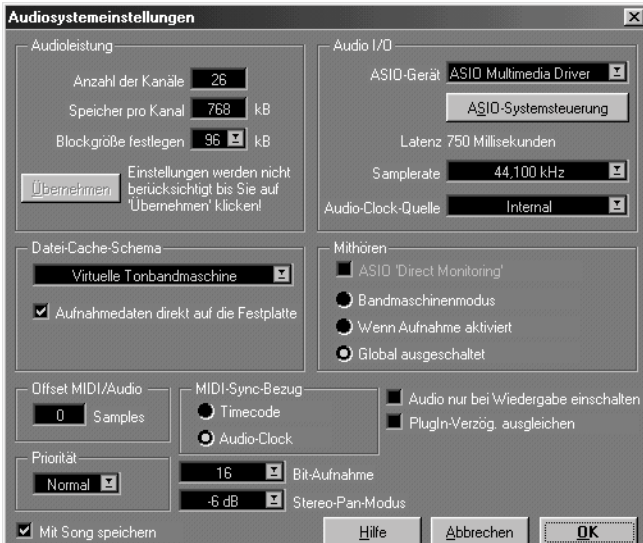 Audiosystemeinstellungen
Audioleistung
Anzahl der Kanäle 26
Speicher pro Kanal 768 kB
Blockgröße festlegen 96 kB
Übernehmen
Einstellungen werden nicht
berücksichtigt bis Sie auf
'Übernehmen' klicken!
Audio I/O
ASIO-Gerät ASIO Multimedia Driver
ASIO-Systemsteuerung
Latenz 750 Millisekunden
Samplerate 44,100 kHz
Audio-Clock-Quelle Internal
Datei-Cache-Schema
Virtuelle Tonbandmaschine
Aufnahmedaten direkt auf die Festplatte
Mithören
ASIO 'Direct Monitoring'
Bandmaschinenmodus
Wenn Aufnahme aktiviert
Global ausgeschaltet
Offset MIDI/Audio
0 Samples
MIDI-Sync-Bezug
Timecode
Audio-Clock
Audio nur bei Wiedergabe einschalten
PlugIn-Verzög. ausgleichen
Priorität
Normal
16 Bit-Aufnahme
-6 dB Stereo-Pan-Modus
Mit Song speichern
Hilfe
Abbrechen
OK